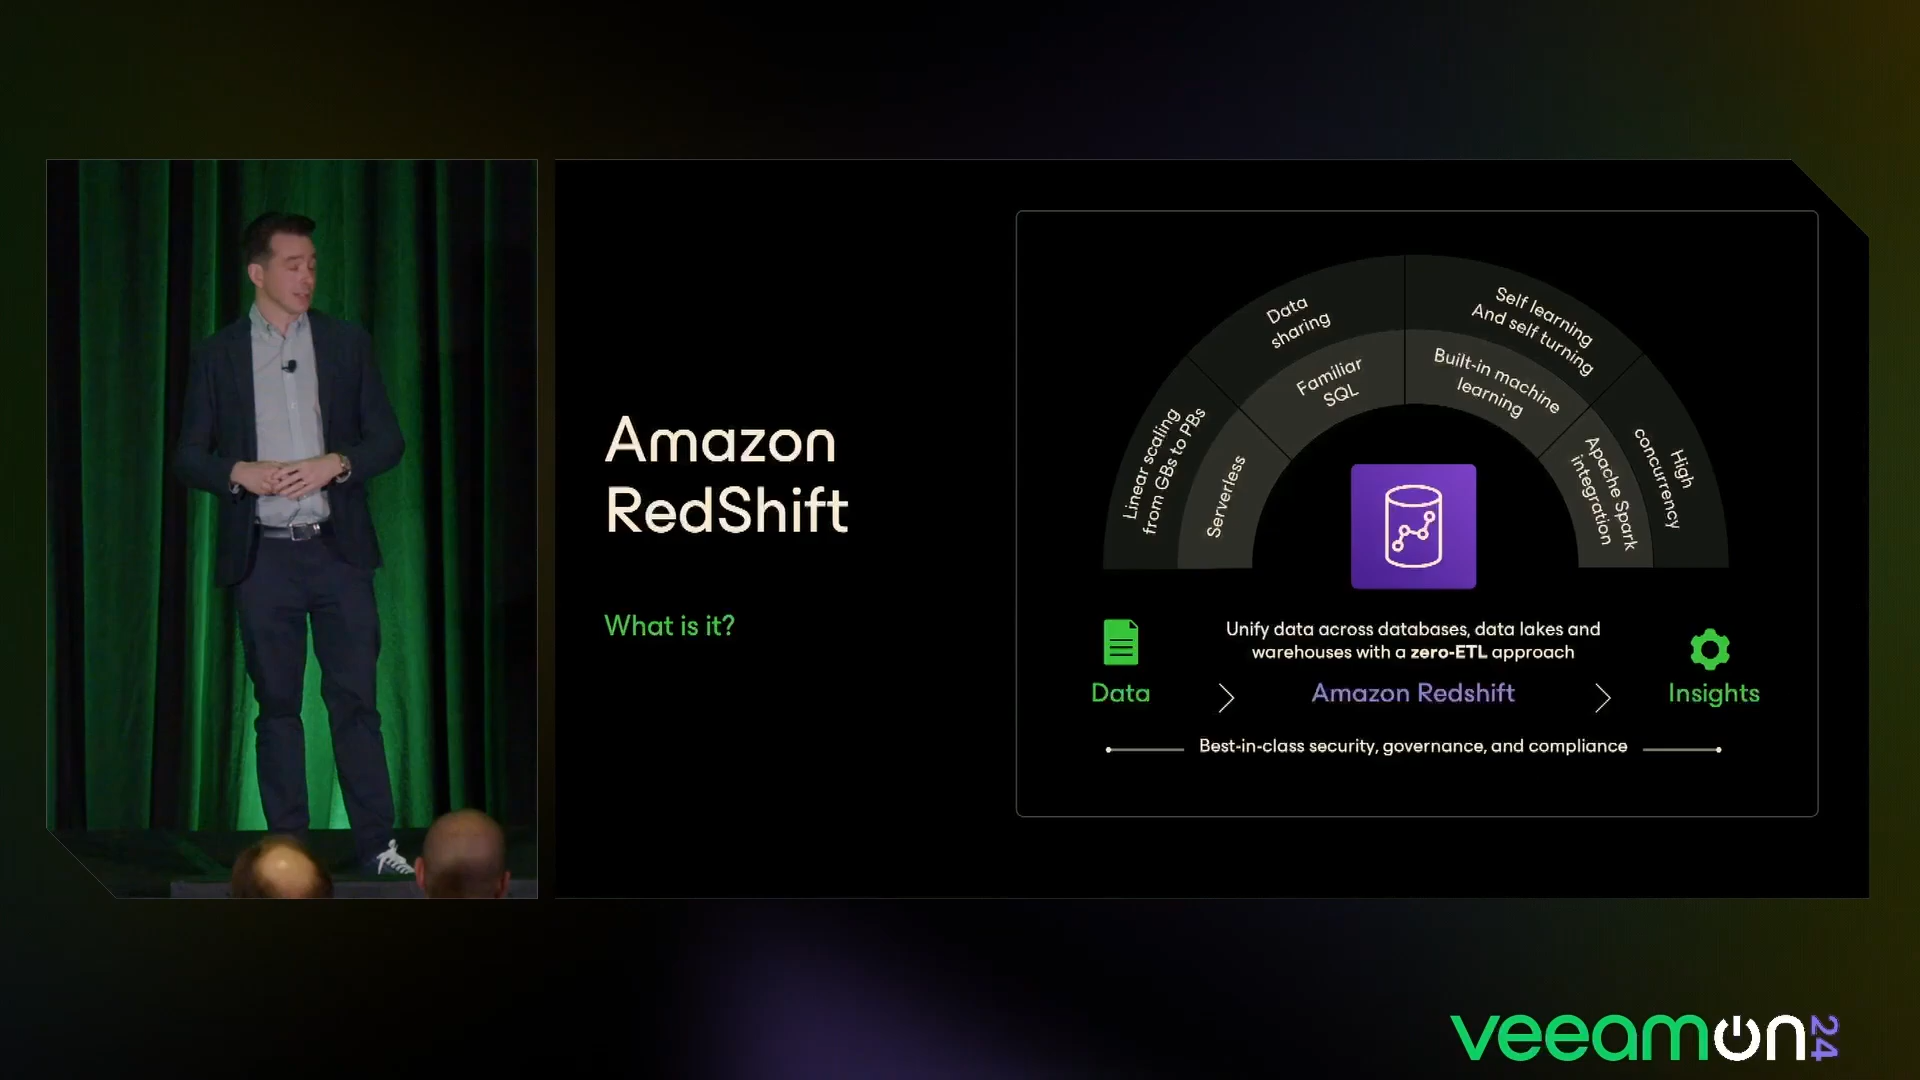 Amazon
RedShift
What is it?
Linear scaling
from GBs to PBs
Data
sharing
Self learning
And self turning
High
concurrency
Serverless
Familiar
SQL
Built-in machine
learning
Apache Spark
integration
Unify data across databases, data lakes and
warehouses with a zero-ETL approach
Data
Amazon Redshift
Insights
Best-in-class security, governance, and compliance
veeamon24